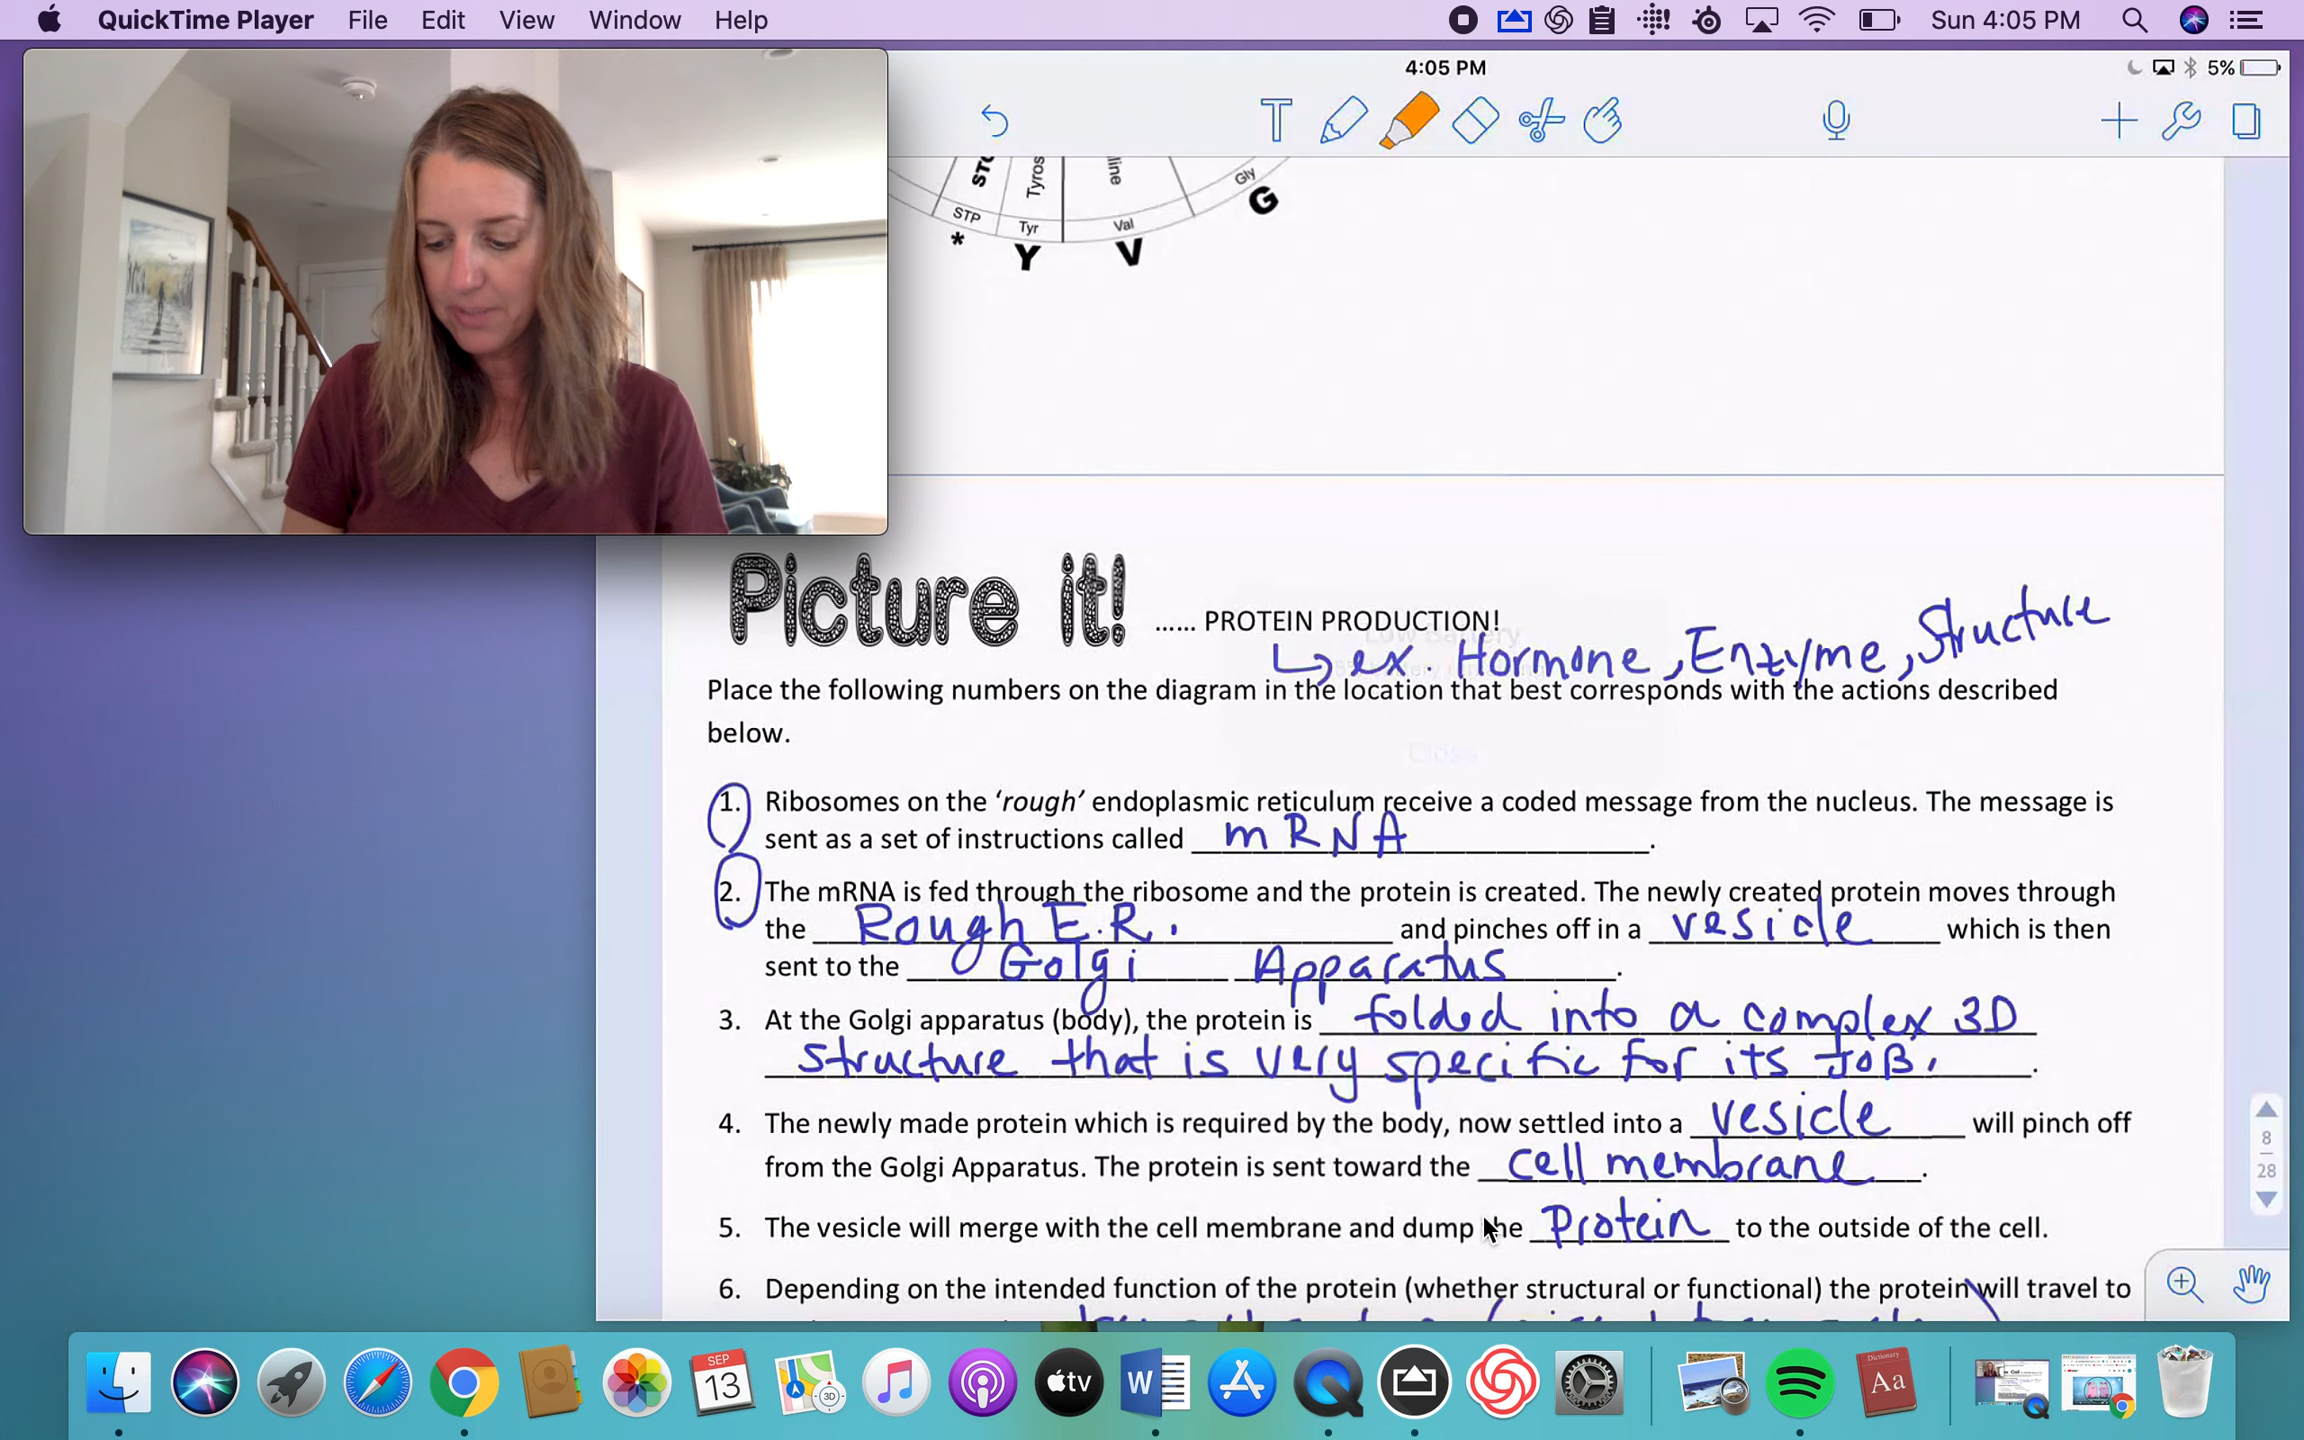 QuickTime Player File Edit View Window Help Sun 4:05 PM
4:05 PM 5%
T
STP Tyr Val Gly
* Y V G
Picture it! ...... PROTEIN PRODUCTION!
↳ ex. Hormone, Enzyme, Structure
Place the following numbers on the diagram in the location that best corresponds with the actions described
below.
1. Ribosomes on the ‘rough’ endoplasmic reticulum receive a coded message from the nucleus. The message is
sent as a set of instructions called mRNA.
2. The mRNA is fed through the ribosome and the protein is created. The newly created protein moves through
the Rough E.R. and pinches off in a vesicle which is then
sent to the Golgi Apparatus.
3. At the Golgi apparatus (body), the protein is folded into a complex 3D
structure that is very specific for its JOB.
4. The newly made protein which is required by the body, now settled into a vesicle will pinch off
from the Golgi Apparatus. The protein is sent toward the cell membrane.
5. The vesicle will merge with the cell membrane and dump the Protein to the outside of the cell.
6. Depending on the intended function of the protein (whether structural or functional) the protein will travel to
8
28
SEP
13
3D
tv
W
Aa